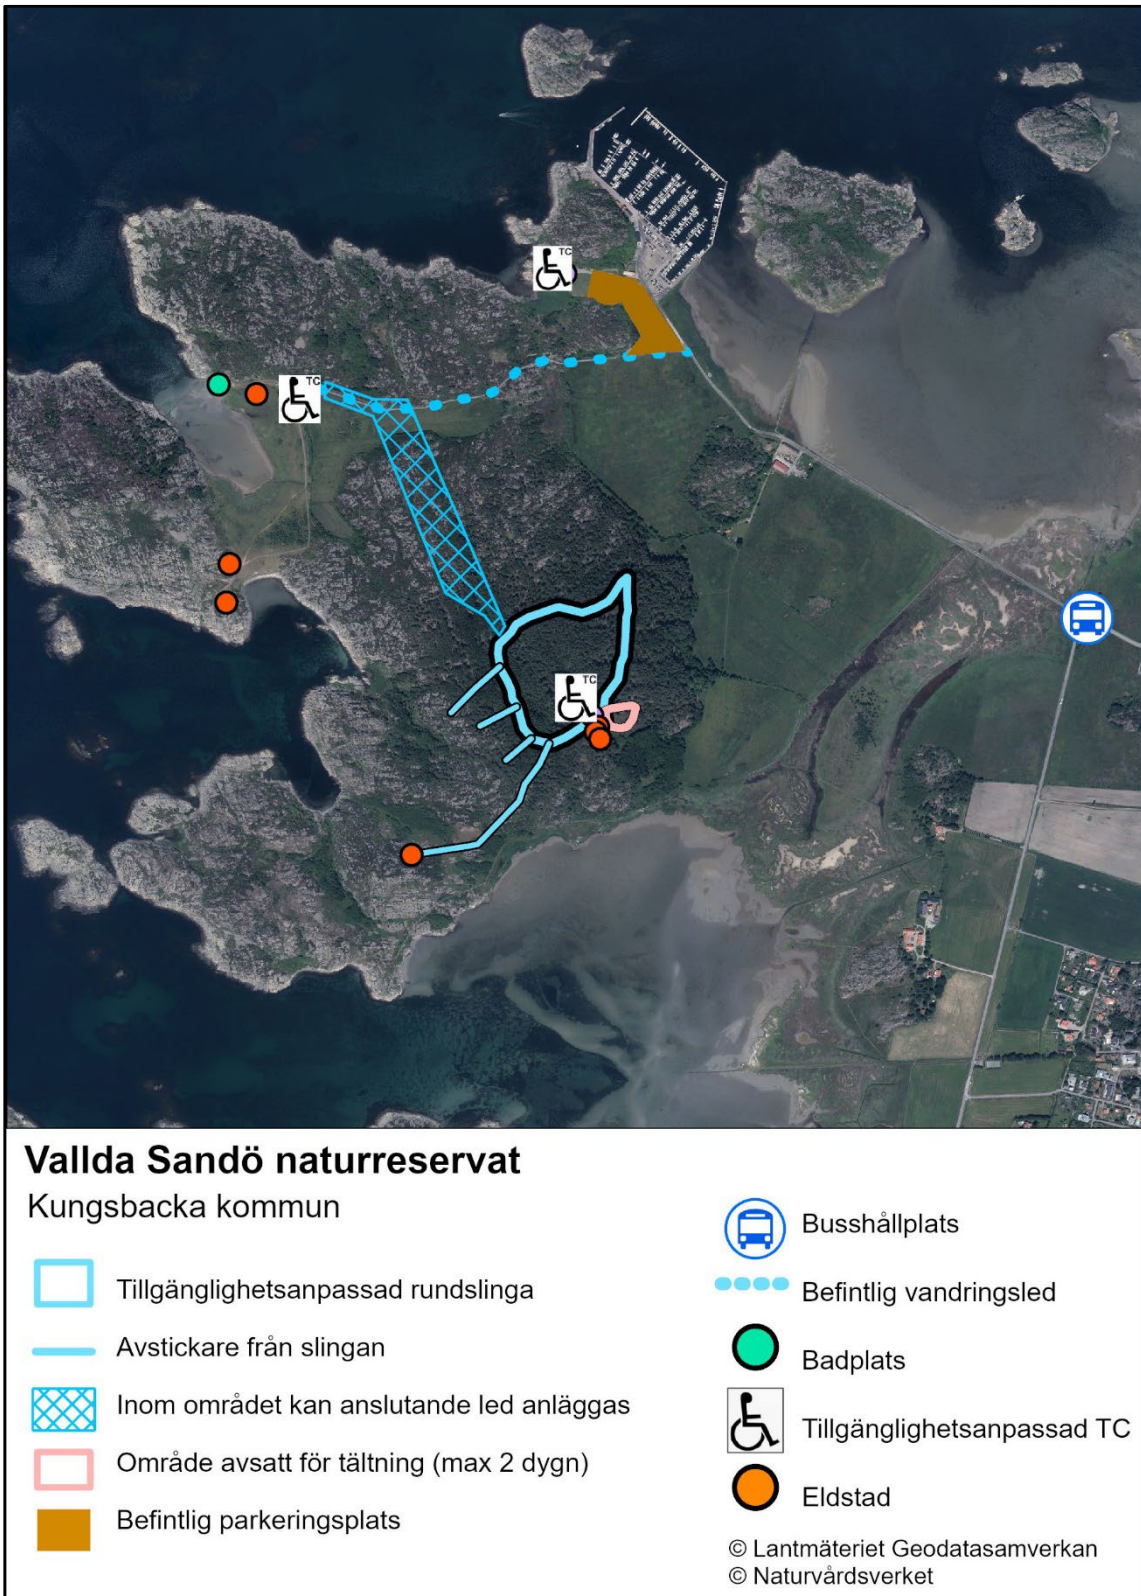 TC
TC
TC
Vallda Sandö naturreservat
Kungsbacka kommun
Tillgänglighetsanpassad rundslinga
Avstickare från slingan
Inom området kan anslutande led anläggas
Område avsatt för tältning (max 2 dygn)
Befintlig parkeringsplats
Busshållplats
Befintlig vandringsled
Badplats
Tillgänglighetsanpassad TC
Eldstad
© Lantmäteriet Geodatasamverkan
© Naturvårdsverket